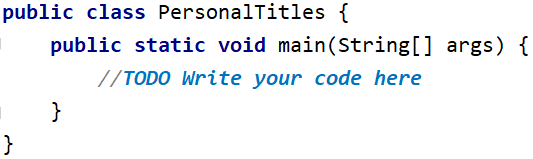 public class PersonalTitles {
    public static void main(String[] args) {
        //TODO Write your code here
    }
}